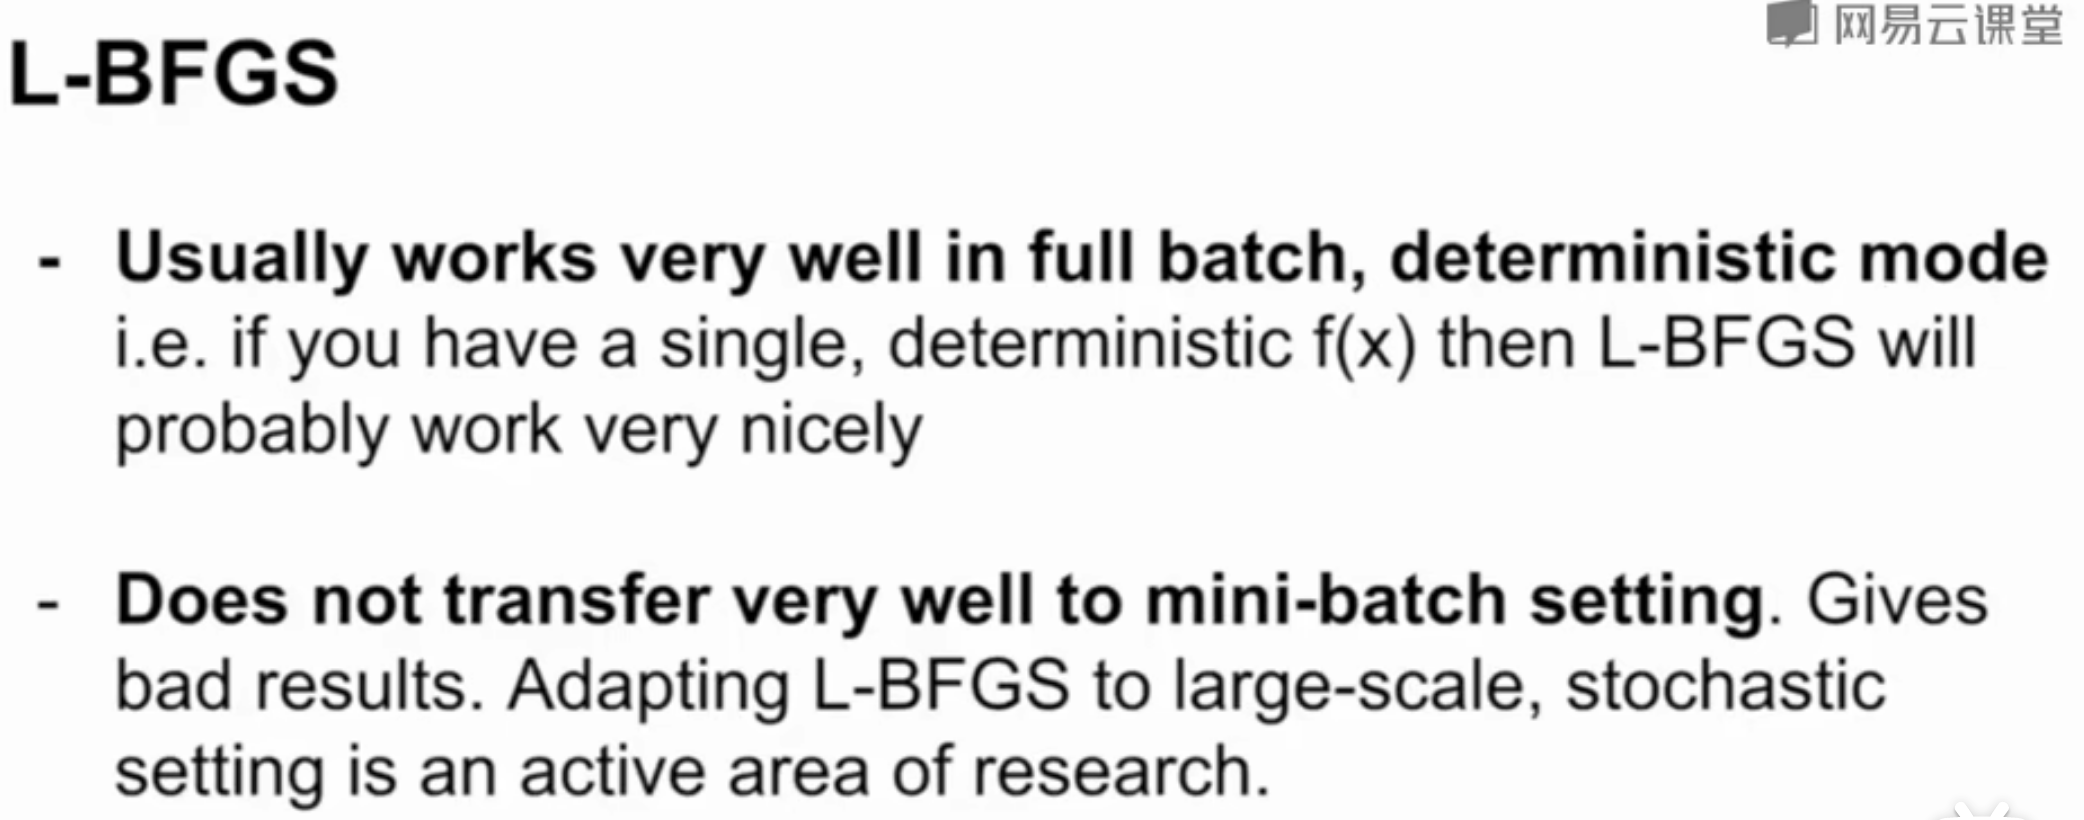 网易云课堂
L-BFGS
- Usually works very well in full batch, deterministic mode
i.e. if you have a single, deterministic f(x) then L-BFGS will
probably work very nicely
- Does not transfer very well to mini-batch setting. Gives
bad results. Adapting L-BFGS to large-scale, stochastic
setting is an active area of research.